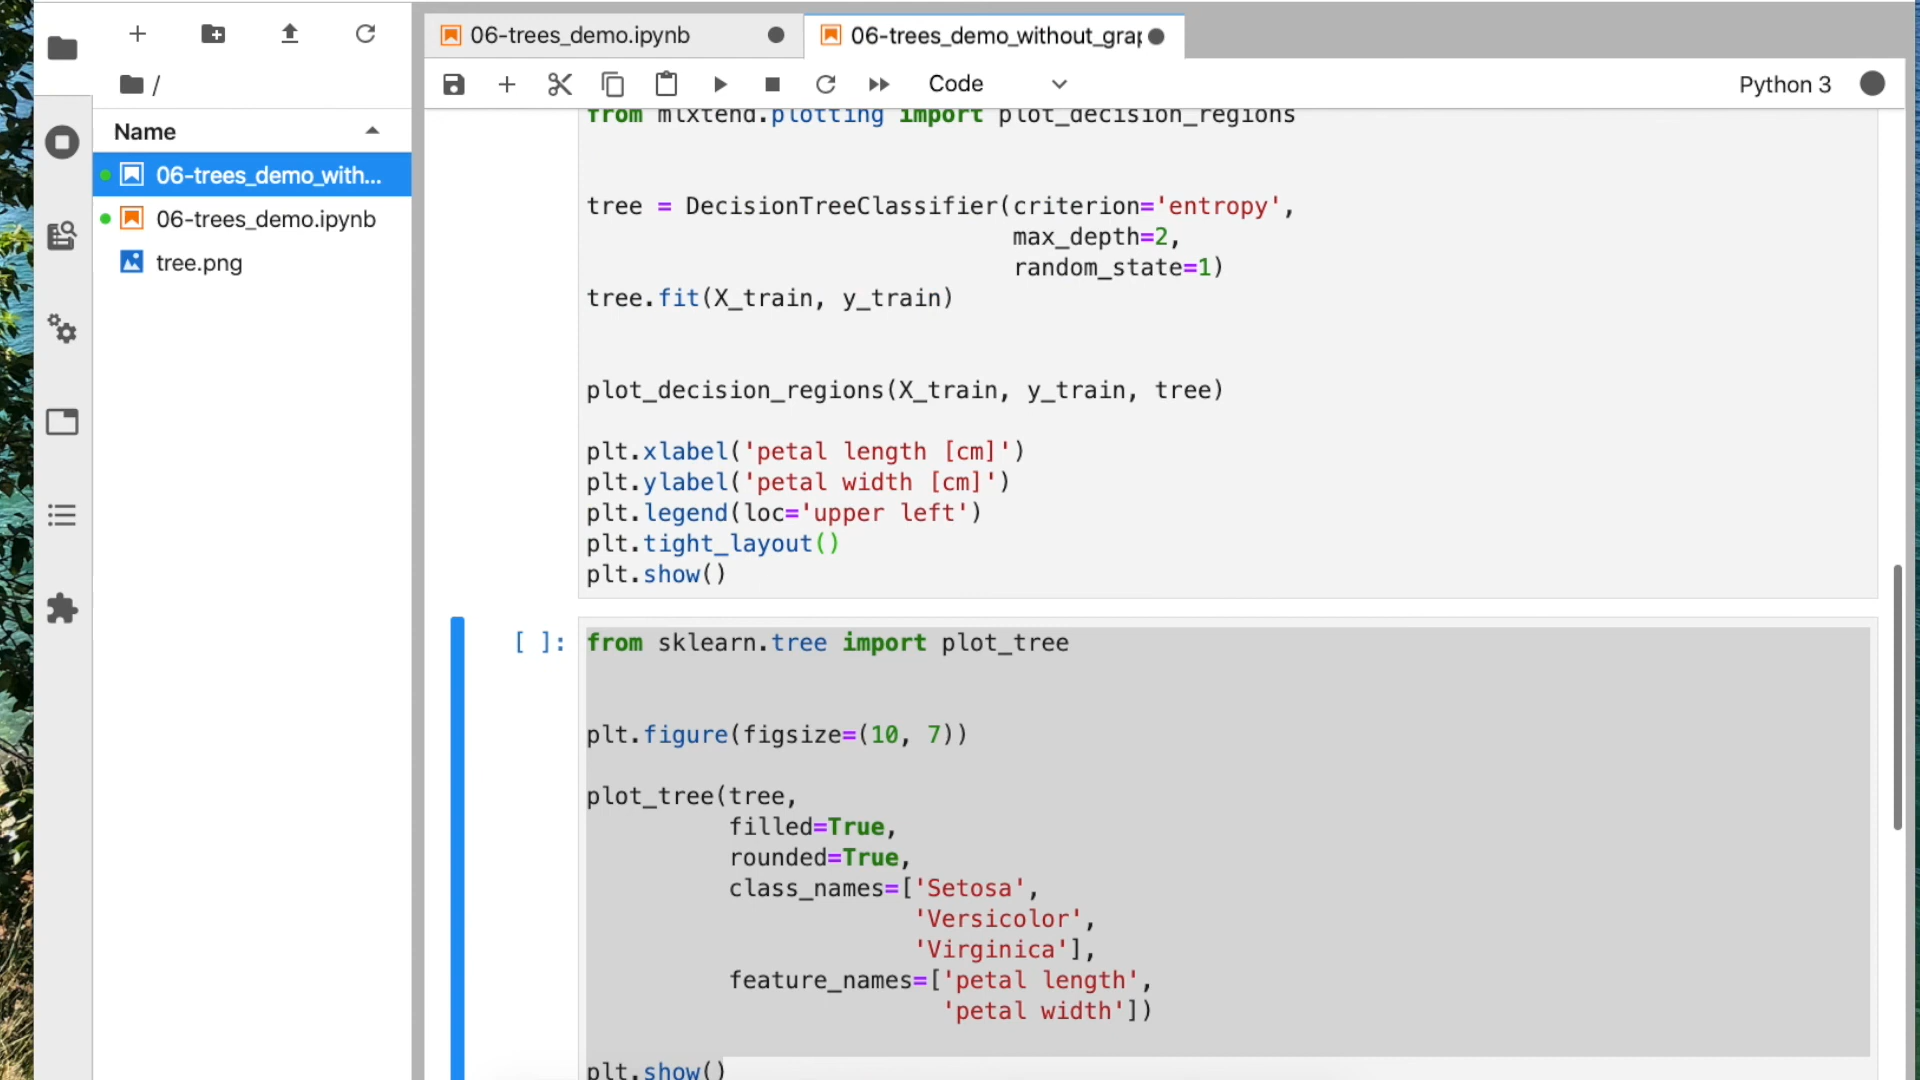 06-trees_demo.ipynb
06-trees_demo_without_grap
/
Code
Python 3
Name
06-trees_demo_with...
06-trees_demo.ipynb
tree.png
from mlxtend.plotting import plot_decision_regions
tree = DecisionTreeClassifier(criterion='entropy',
max_depth=2,
random_state=1)
tree.fit(X_train, y_train)
plot_decision_regions(X_train, y_train, tree)
plt.xlabel('petal length [cm]')
plt.ylabel('petal width [cm]')
plt.legend(loc='upper left')
plt.tight_layout()
plt.show()
[ ]: from sklearn.tree import plot_tree
plt.figure(figsize=(10, 7))
plot_tree(tree,
filled=True,
rounded=True,
class_names=['Setosa',
'Versicolor',
'Virginica'],
feature_names=['petal length',
'petal width'])
plt.show()